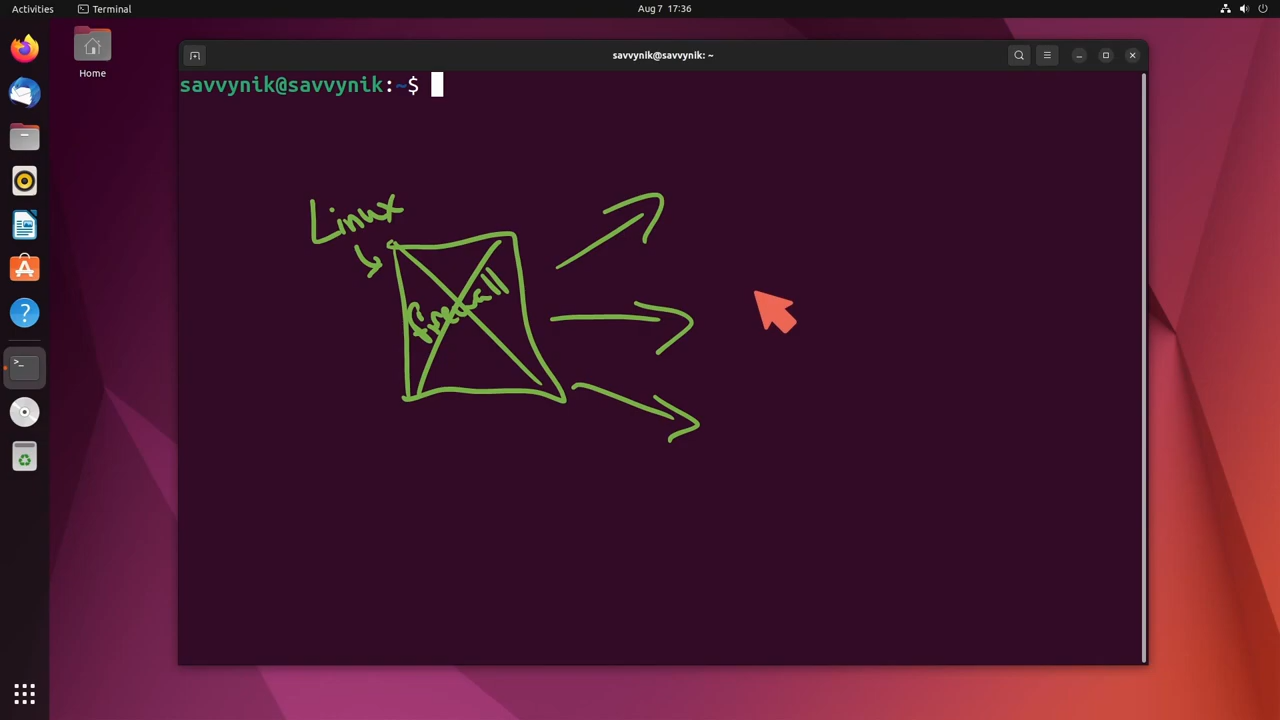 Activities
Terminal
Aug 7 17:36
Home
savvynik@savvynik: ~
savvynik@savvynik:~$
Linux
firewall